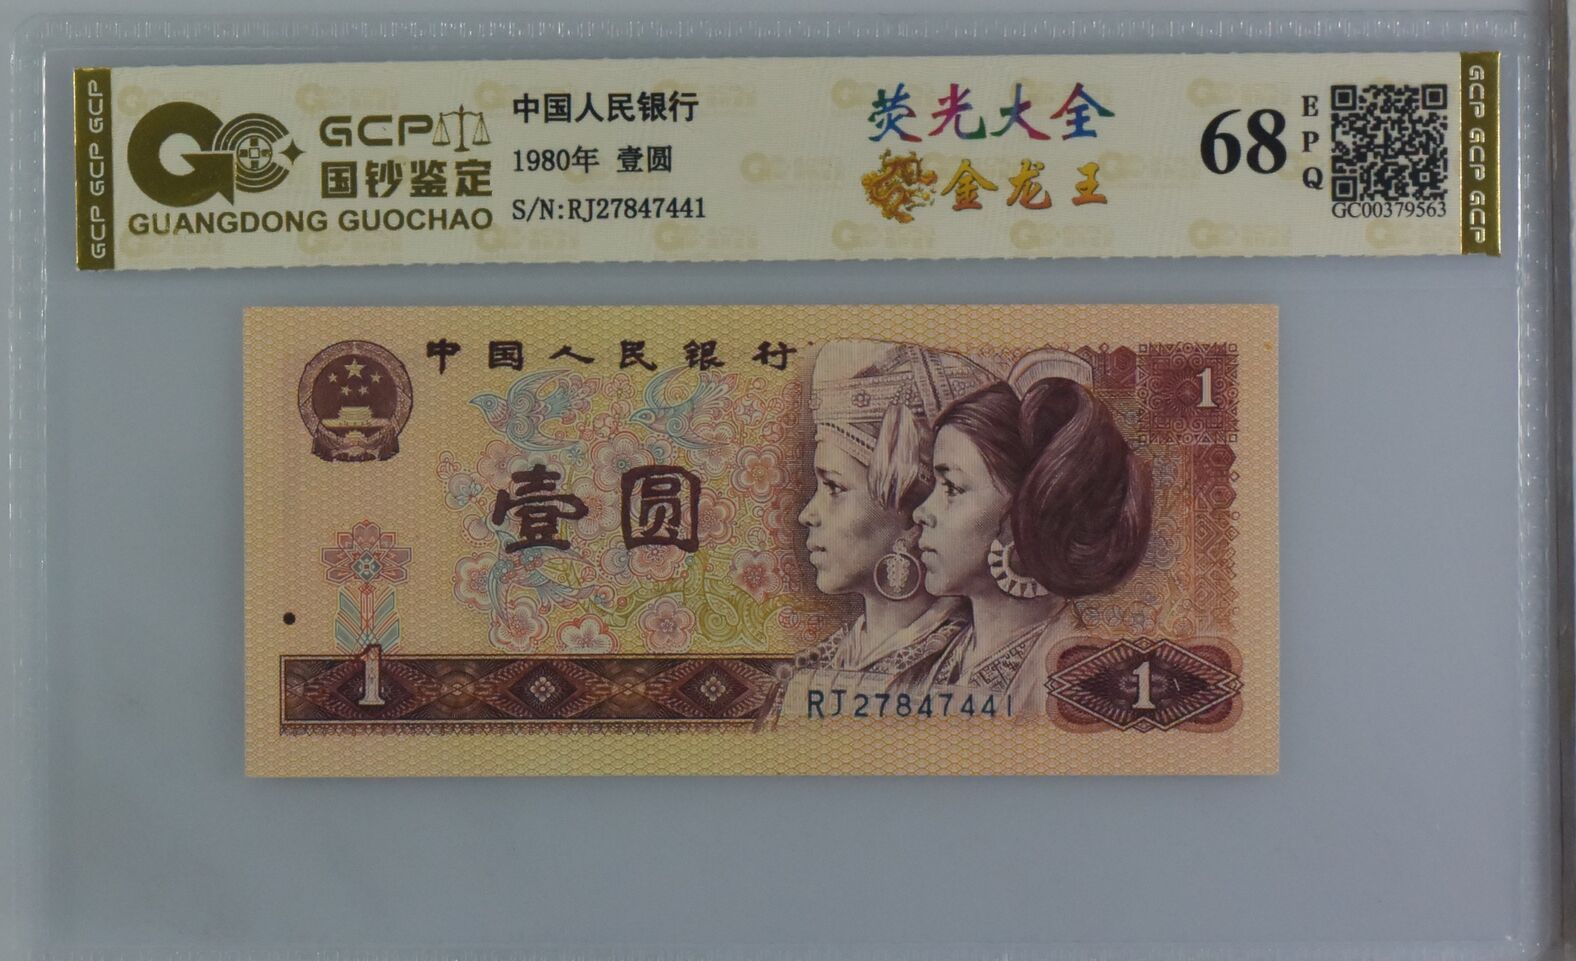 GCP GCP GCP
GCP
国钞鉴定
GUANGDONG GUOCHAO
中国人民银行
1980年 壹圆
S/N:RJ27847441
荧光大全
金龙王
68
EPQ
GC00379563
GCP GCP GCP
中国人民银行
1
壹圆
1
RJ27847441
1